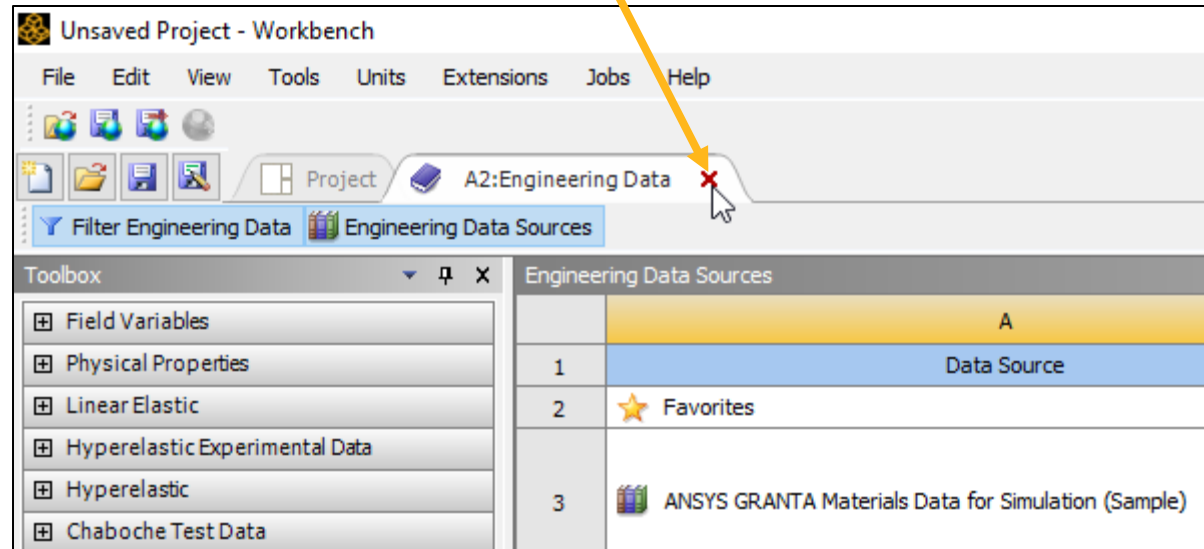 Unsaved Project - Workbench
File Edit View Tools Units Extensions Jobs Help
Project A2:Engineering Data
Filter Engineering Data Engineering Data Sources
Toolbox
Field Variables
Physical Properties
Linear Elastic
Hyperelastic Experimental Data
Hyperelastic
Chaboche Test Data
Engineering Data Sources
A
1 Data Source
2 Favorites
3 ANSYS GRANTA Materials Data for Simulation (Sample)